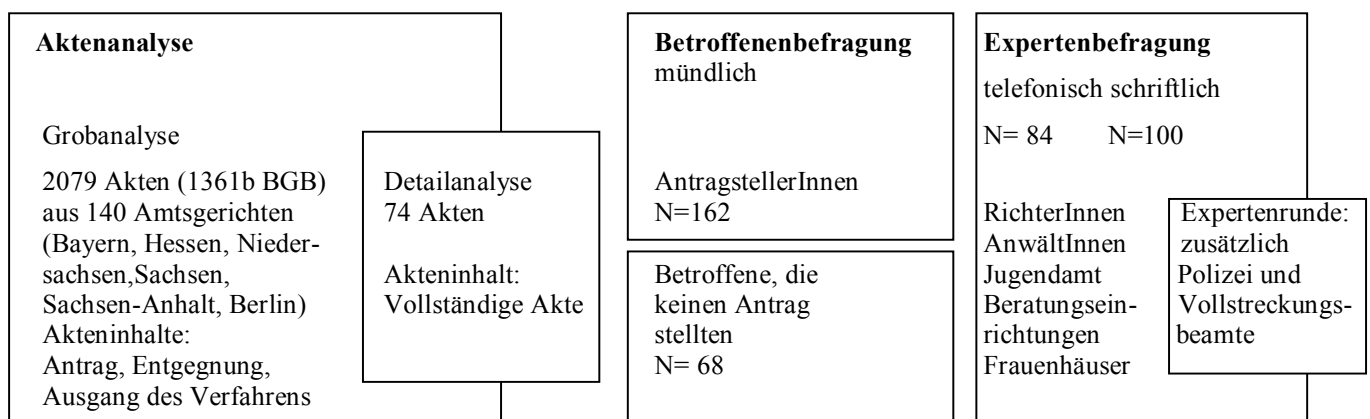 Aktenanalyse
Grobanalyse
2079 Akten (1361b BGB)
aus 140 Amtsgerichten
(Bayern, Hessen, Nieder-
sachsen,Sachsen,
Sachsen-Anhalt, Berlin)
Akteninhalte:
Antrag, Entgegnung,
Ausgang des Verfahrens
Detailanalyse
74 Akten
Akteninhalt:
Vollständige Akte
Betroffenenbefragung
mündlich
AntragstellerInnen
N=162
Betroffene, die
keinen Antrag
stellten
N= 68
Expertenbefragung
telefonisch schriftlich
N= 84 N=100
RichterInnen
AnwältInnen
Jugendamt
Beratungsein-
richtungen
Frauenhäuser
Expertenrunde:
zusätzlich
Polizei und
Vollstreckungs-
beamte